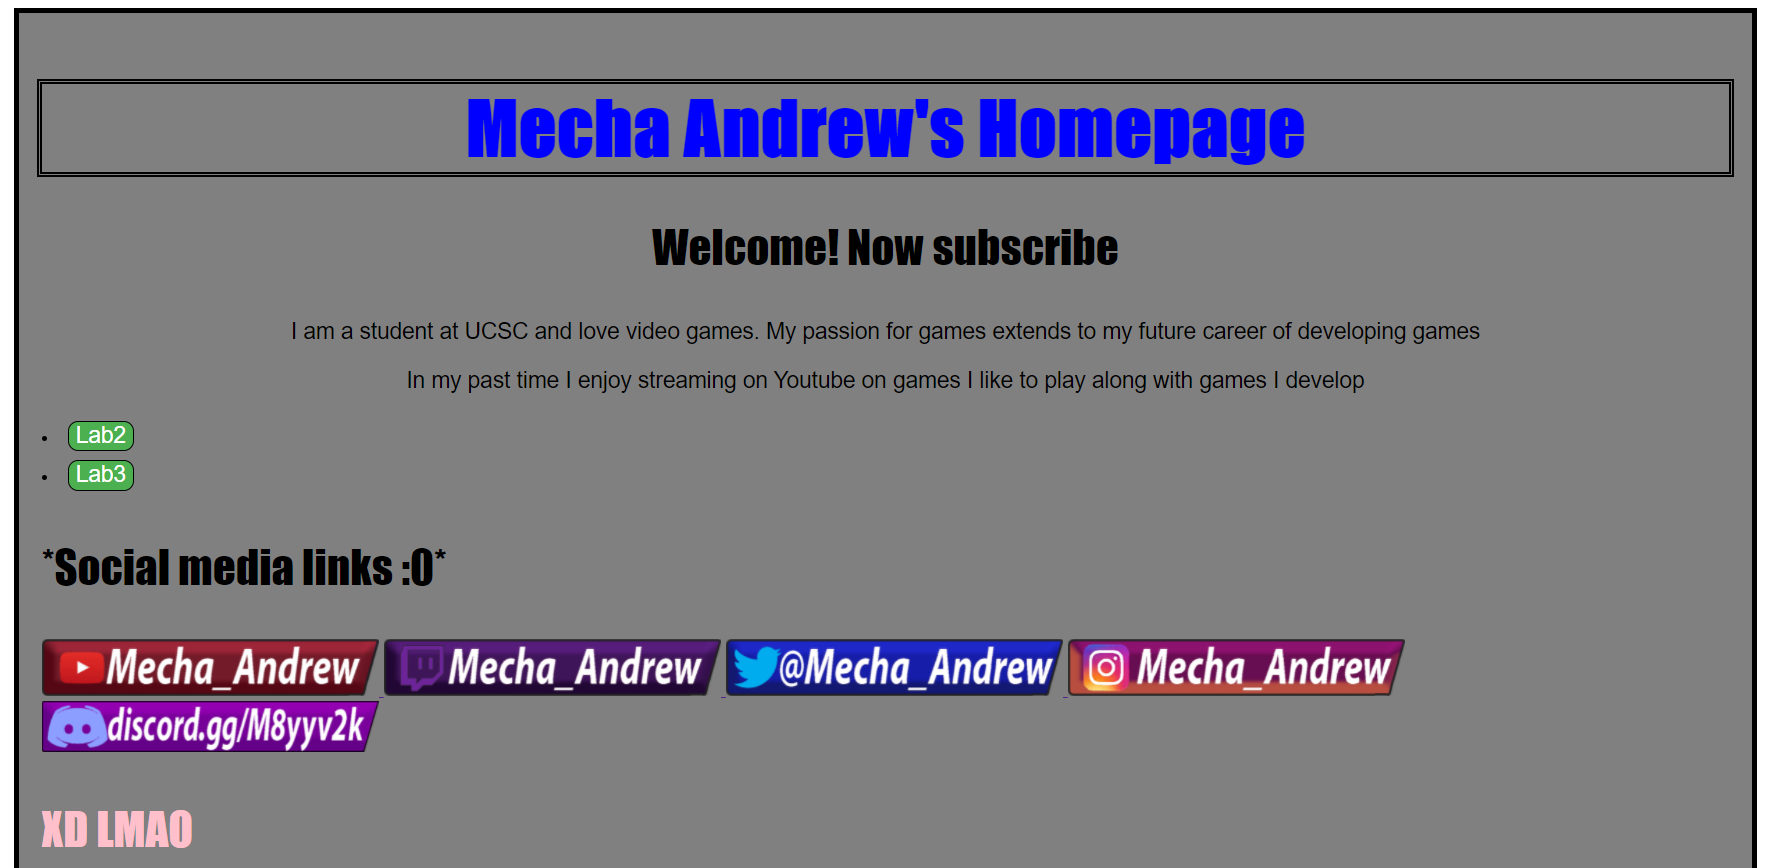 Mecha Andrew's Homepage
Welcome! Now subscribe
I am a student at UCSC and love video games. My passion for games extends to my future career of developing games
In my past time I enjoy streaming on Youtube on games I like to play along with games I develop
• Lab2
• Lab3
*Social media links :O*
Mecha_Andrew Mecha_Andrew @Mecha_Andrew Mecha_Andrew
discord.gg/M8yyv2k
XD LMAO